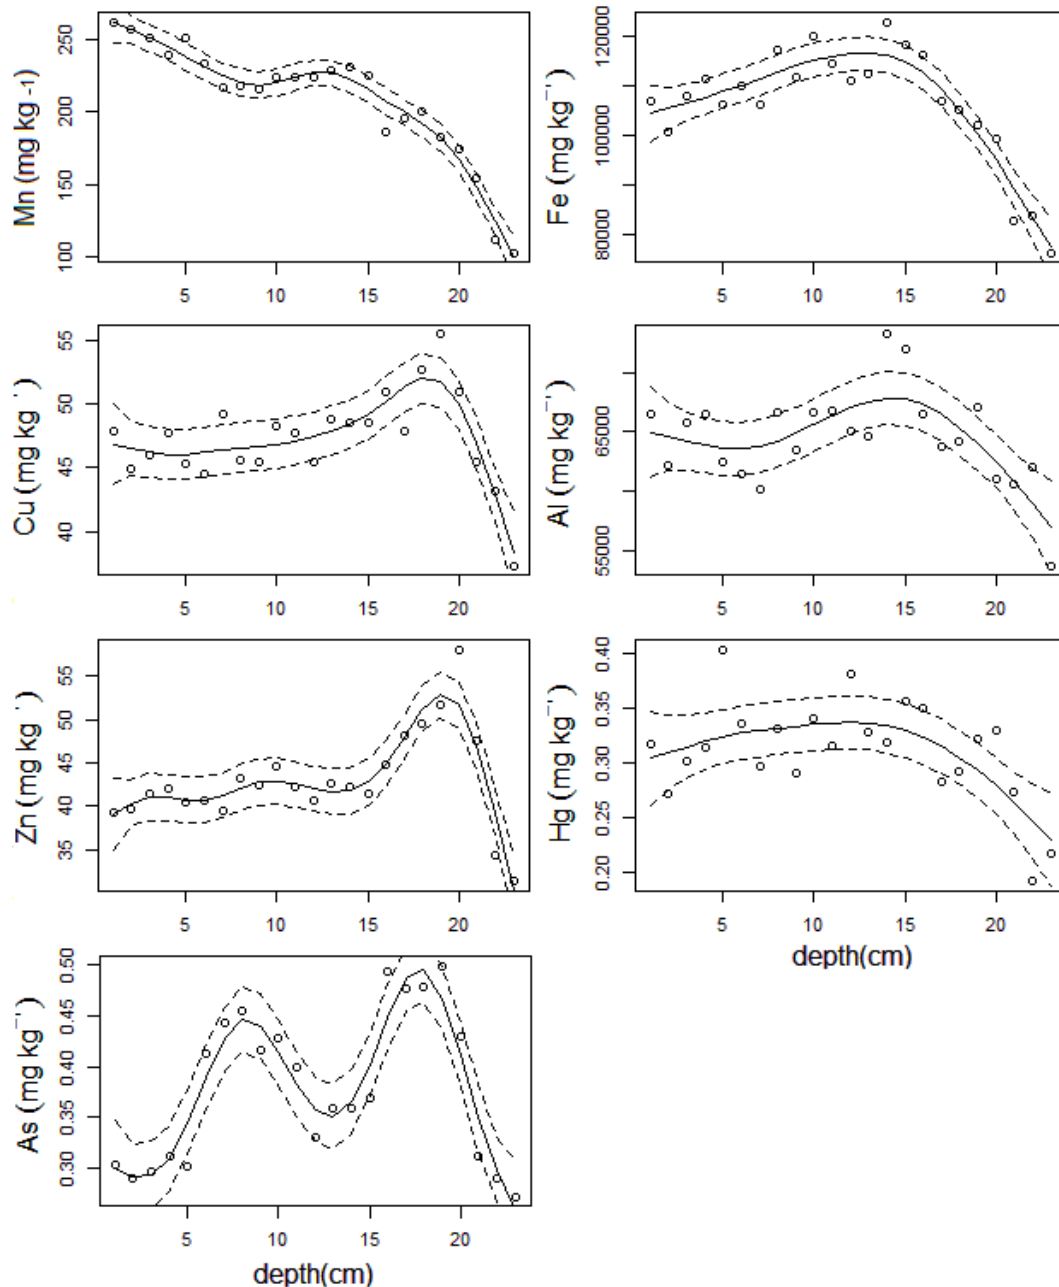 Mn (mg kg -1)
250
200
150
100
5 10 15 20
Fe (mg kg⁻¹)
120000
100000
80000
5 10 15 20
Cu (mg kg ⁻¹)
55
50
45
40
5 10 15 20
Al (mg kg⁻¹)
65000
55000
5 10 15 20
Zn (mg kg ⁻¹)
55
50
45
40
35
5 10 15 20
Hg (mg kg⁻¹)
0.40
0.35
0.30
0.25
0.20
5 10 15 20
depth(cm)
As (mg kg⁻¹)
0.50
0.45
0.40
0.35
0.30
5 10 15 20
depth(cm)